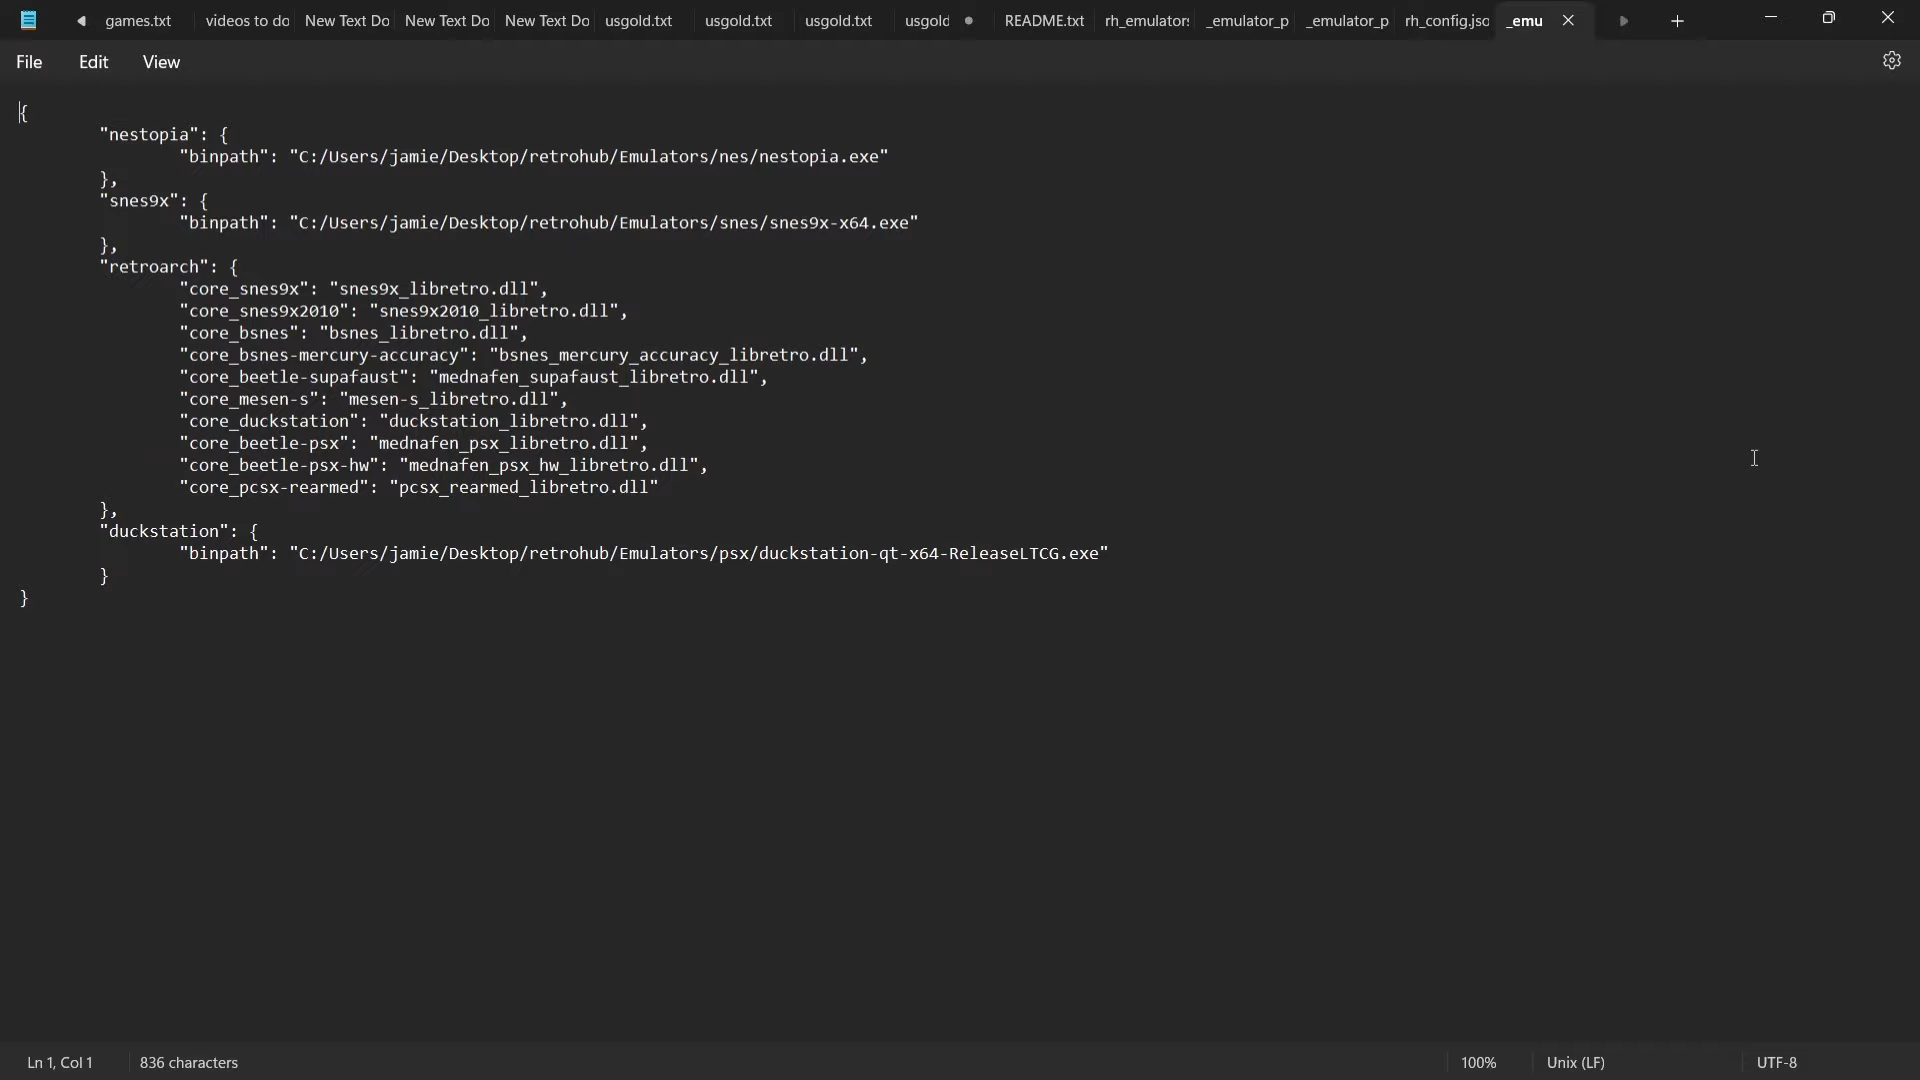 games.txt videos to do New Text Do New Text Do New Text Do usgold.txt usgold.txt usgold.txt usgold README.txt rh_emulators _emulator_p _emulator_p rh_config.jso _emu
File Edit View
{
"nestopia": {
"binpath": "C:/Users/jamie/Desktop/retrohub/Emulators/nes/nestopia.exe"
},
"snes9x": {
"binpath": "C:/Users/jamie/Desktop/retrohub/Emulators/snes/snes9x-x64.exe"
},
"retroarch": {
"core_snes9x": "snes9x_libretro.dll",
"core_snes9x2010": "snes9x2010_libretro.dll",
"core_bsnes": "bsnes_libretro.dll",
"core_bsnes-mercury-accuracy": "bsnes_mercury_accuracy_libretro.dll",
"core_beetle-supafaust": "mednafen_supafaust_libretro.dll",
"core_mesen-s": "mesen-s_libretro.dll",
"core_duckstation": "duckstation_libretro.dll",
"core_beetle-psx": "mednafen_psx_libretro.dll",
"core_beetle-psx-hw": "mednafen_psx_hw_libretro.dll",
"core_pcsx-rearmed": "pcsx_rearmed_libretro.dll"
},
"duckstation": {
"binpath": "C:/Users/jamie/Desktop/retrohub/Emulators/psx/duckstation-qt-x64-ReleaseLTCG.exe"
}
}
Ln 1, Col 1 836 characters 100% Unix (LF) UTF-8